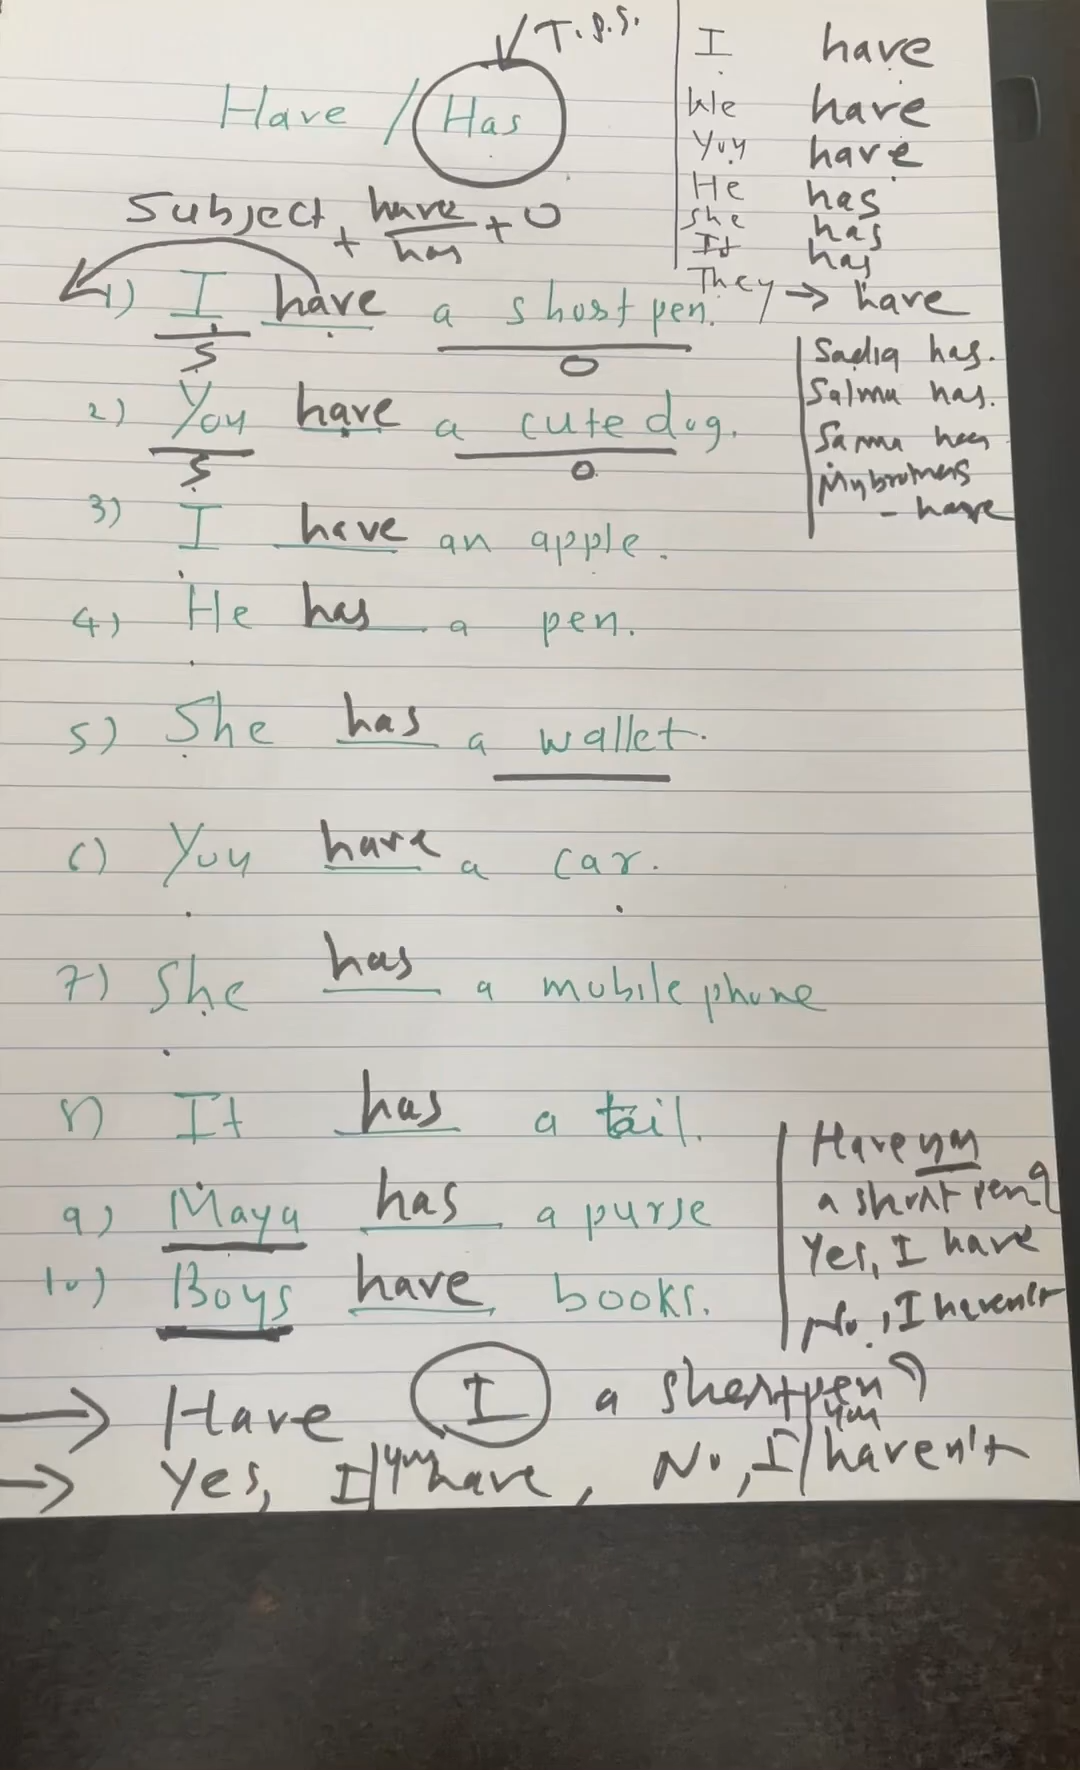 T.P.S.
Have / Has
Subject + have/has + O
I have
We have
You have
He has
She has
It has
They → have
Sadiq has.
Salma has.
has
My brothers
- have
1) I have a short pen.
S O
2) You have a cute dog.
S O
3) I have an apple.
4) He has a pen.
5) She has a wallet.
6) You have a car.
7) She has a mobile phone
8) It has a tail.
9) Maya has a purse
10) Boys have books.
Have you
a short pen?
Yes, I have
No, I haven't
→ Have I a short pen?
→ Yes, I/you have, No, I/you haven't